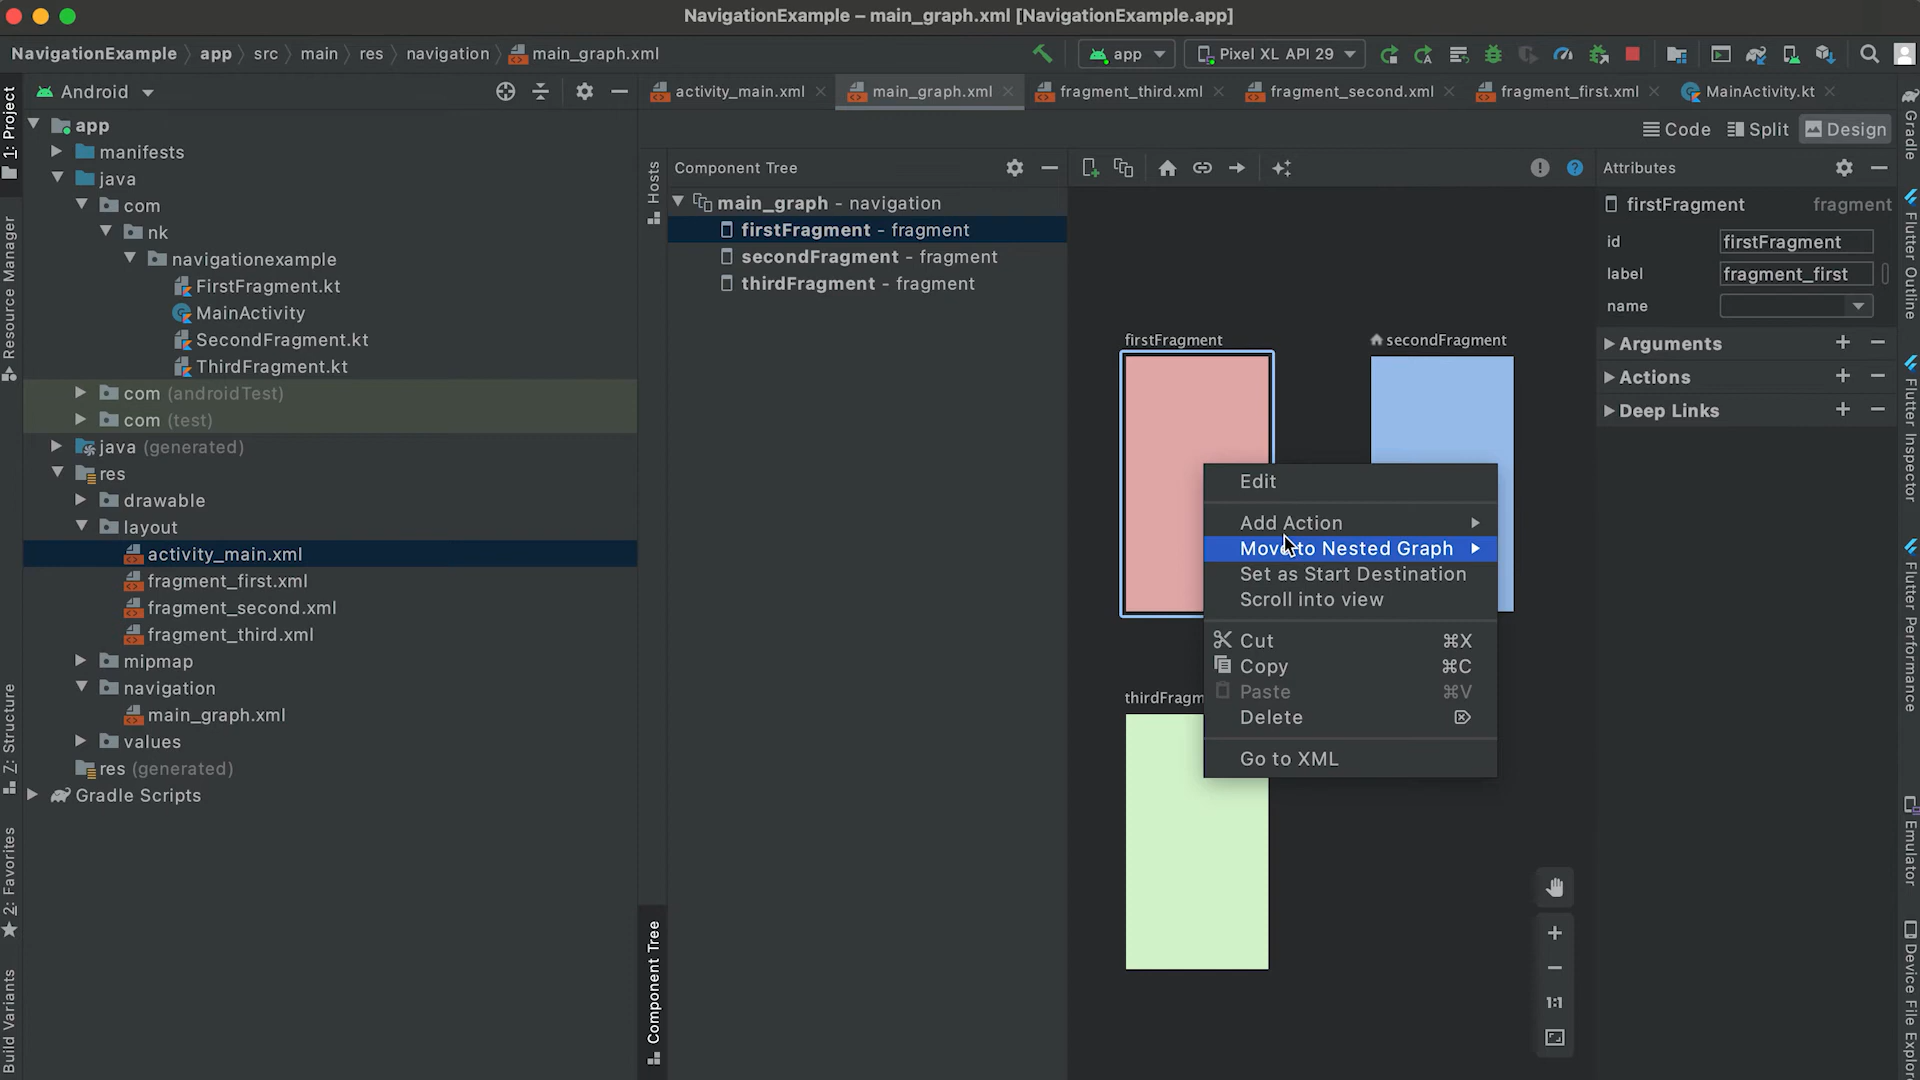 NavigationExample – main_graph.xml [NavigationExample.app]
NavigationExample app src main res navigation main_graph.xml
app
Pixel XL API 29
Android
activity_main.xml
main_graph.xml
fragment_third.xml
fragment_second.xml
fragment_first.xml
MainActivity.kt
Code
Split
Design
1: Project
Resource Manager
Z: Structure
2: Favorites
Build Variants
app
manifests
java
com
nk
navigationexample
FirstFragment.kt
MainActivity
SecondFragment.kt
ThirdFragment.kt
com (androidTest)
com (test)
java (generated)
res
drawable
layout
activity_main.xml
fragment_first.xml
fragment_second.xml
fragment_third.xml
mipmap
navigation
main_graph.xml
values
res (generated)
Gradle Scripts
Hosts
Component Tree
Component Tree
main_graph - navigation
firstFragment - fragment
secondFragment - fragment
thirdFragment - fragment
firstFragment
secondFragment
thirdFragm
Edit
Add Action
Move to Nested Graph
Set as Start Destination
Scroll into view
Cut ⌘X
Copy ⌘C
Paste ⌘V
Delete
Go to XML
1:1
Attributes
firstFragment fragment
id firstFragment
label fragment_first
name
Arguments
Actions
Deep Links
Gradle
Flutter Outline
Flutter Inspector
Flutter Performance
Emulator
Device File Explor